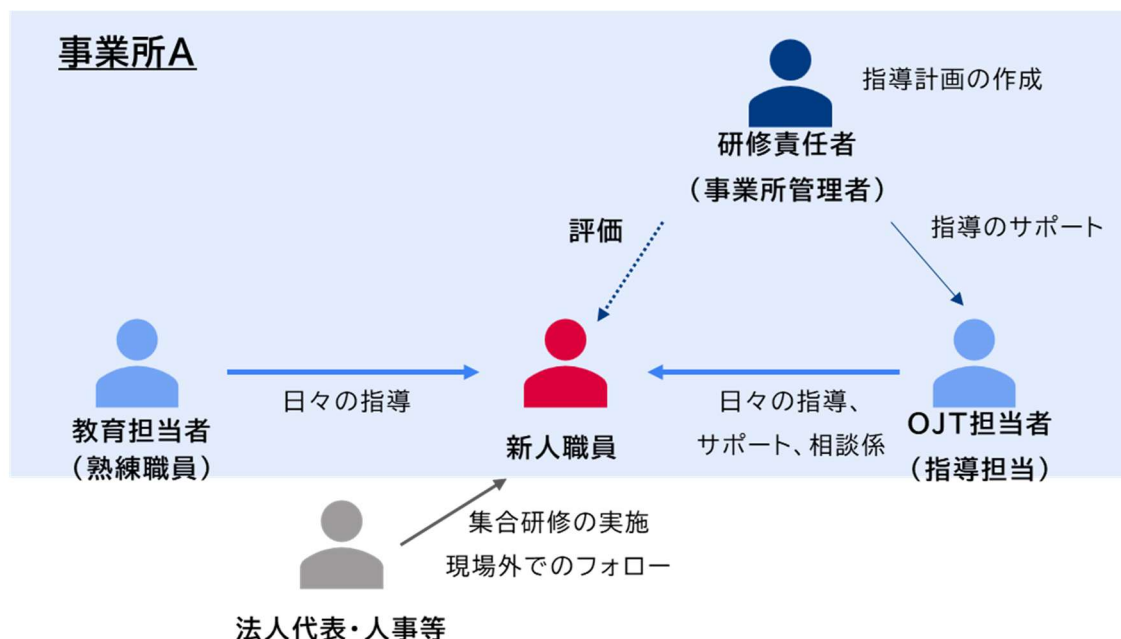 事業所A
指導計画の作成
研修責任者
(事業所管理者)
評価
指導のサポート
日々の指導
教育担当者
(熟練職員)
新人職員
日々の指導、
サポート、相談係
OJT担当者
(指導担当)
集合研修の実施
現場外でのフォロー
法人代表・人事等